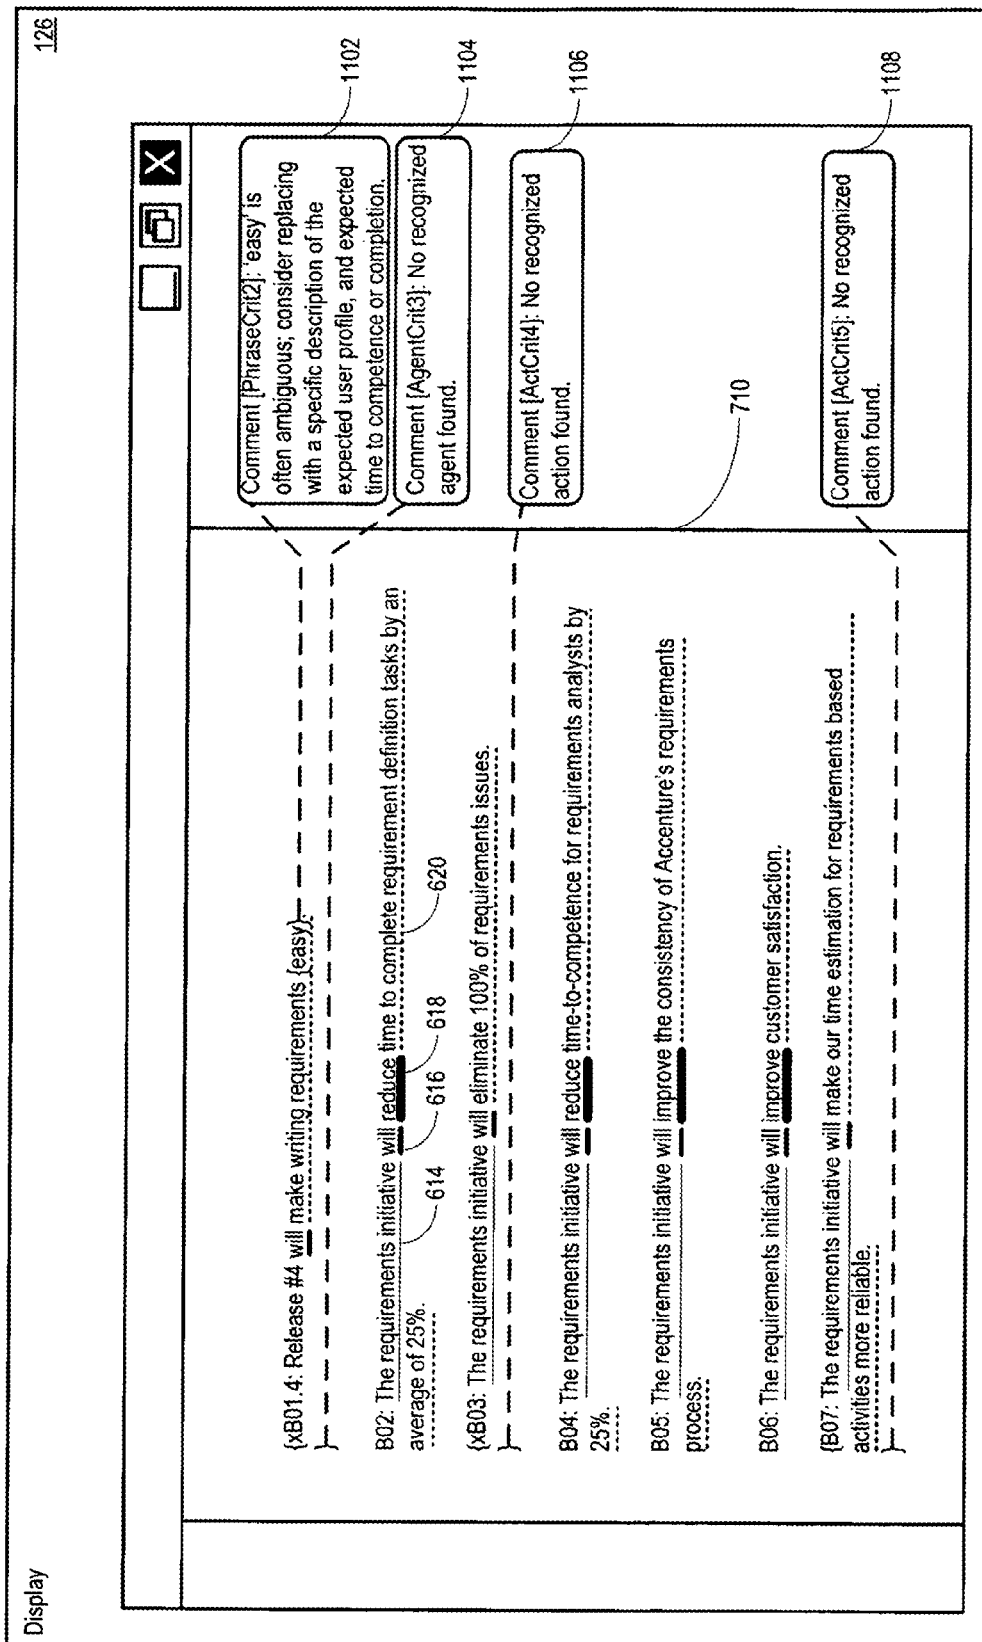 Display
126
X
{xB01.4: Release #4 will make writing requirements {easy}.
}
B02: The requirements initiative will reduce time to complete requirement definition tasks by an
average of 25%.
614
616
618
620
{xB03: The requirements initiative will eliminate 100% of requirements issues.
}
B04: The requirements initiative will reduce time-to-competence for requirements analysts by
25%.
B05: The requirements initiative will improve the consistency of Accenture's requirements
process.
B06: The requirements initiative will improve customer satisfaction.
{B07: The requirements initiative will make our time estimation for requirements based
activities more reliable.
}
Comment [PhraseCrit2]: 'easy' is
often ambiguous; consider replacing
with a specific description of the
expected user profile, and expected
time to competence or completion.
1102
Comment [AgentCrit3]: No recognized
agent found.
1104
Comment [ActCrit4]: No recognized
action found.
1106
710
Comment [ActCrit5]: No recognized
action found.
1108